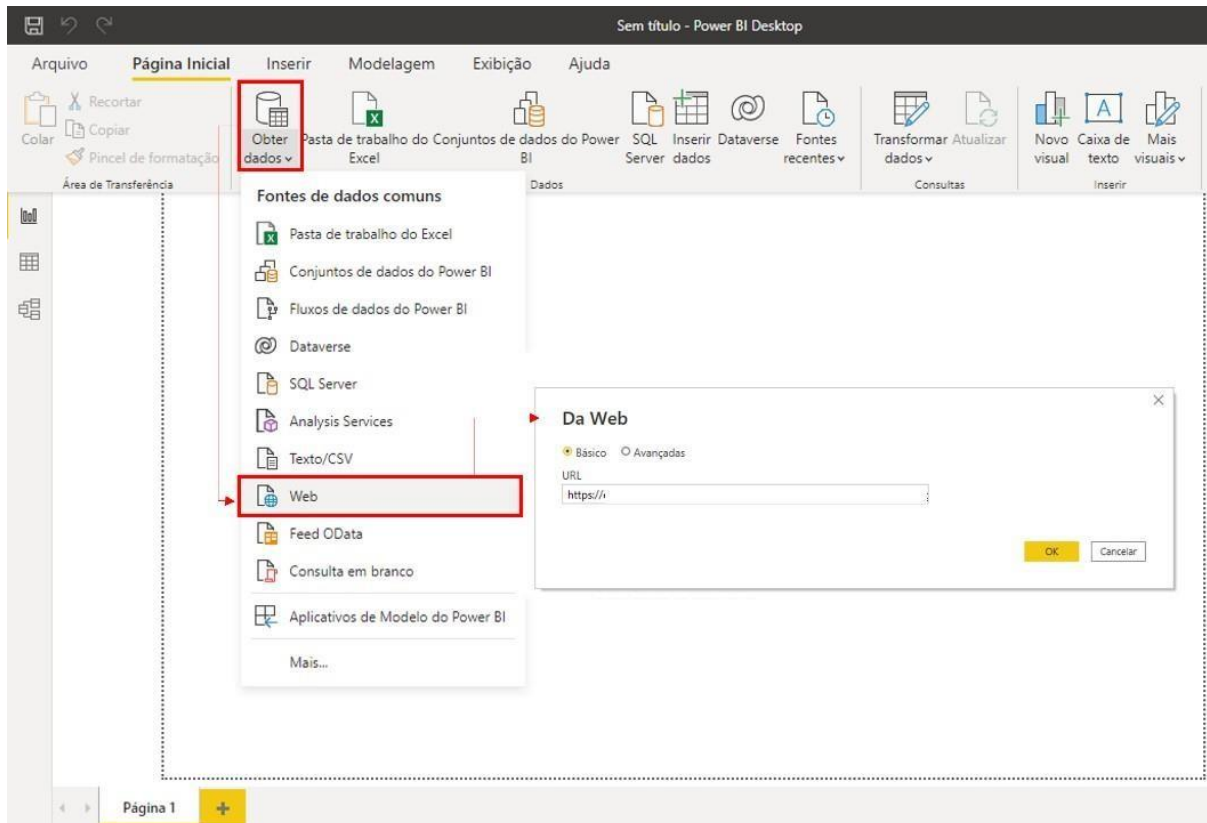 Sem título - Power BI Desktop
Arquivo Página Inicial Inserir Modelagem Exibição Ajuda
Colar
Recortar
Copiar
Pincel de formatação
Área de Transferência
Obter dados
Pasta de trabalho do Excel
Conjuntos de dados do Power BI
SQL Server
Inserir dados
Dataverse
Fontes recentes
Dados
Transformar dados
Atualizar
Consultas
Novo visual
Caixa de texto
Mais visuais
Inserir
Fontes de dados comuns
Pasta de trabalho do Excel
Conjuntos de dados do Power BI
Fluxos de dados do Power BI
Dataverse
SQL Server
Analysis Services
Texto/CSV
Web
Feed OData
Consulta em branco
Aplicativos de Modelo do Power BI
Mais...
Da Web
Básico Avançadas
URL
https://
OK Cancelar
Página 1